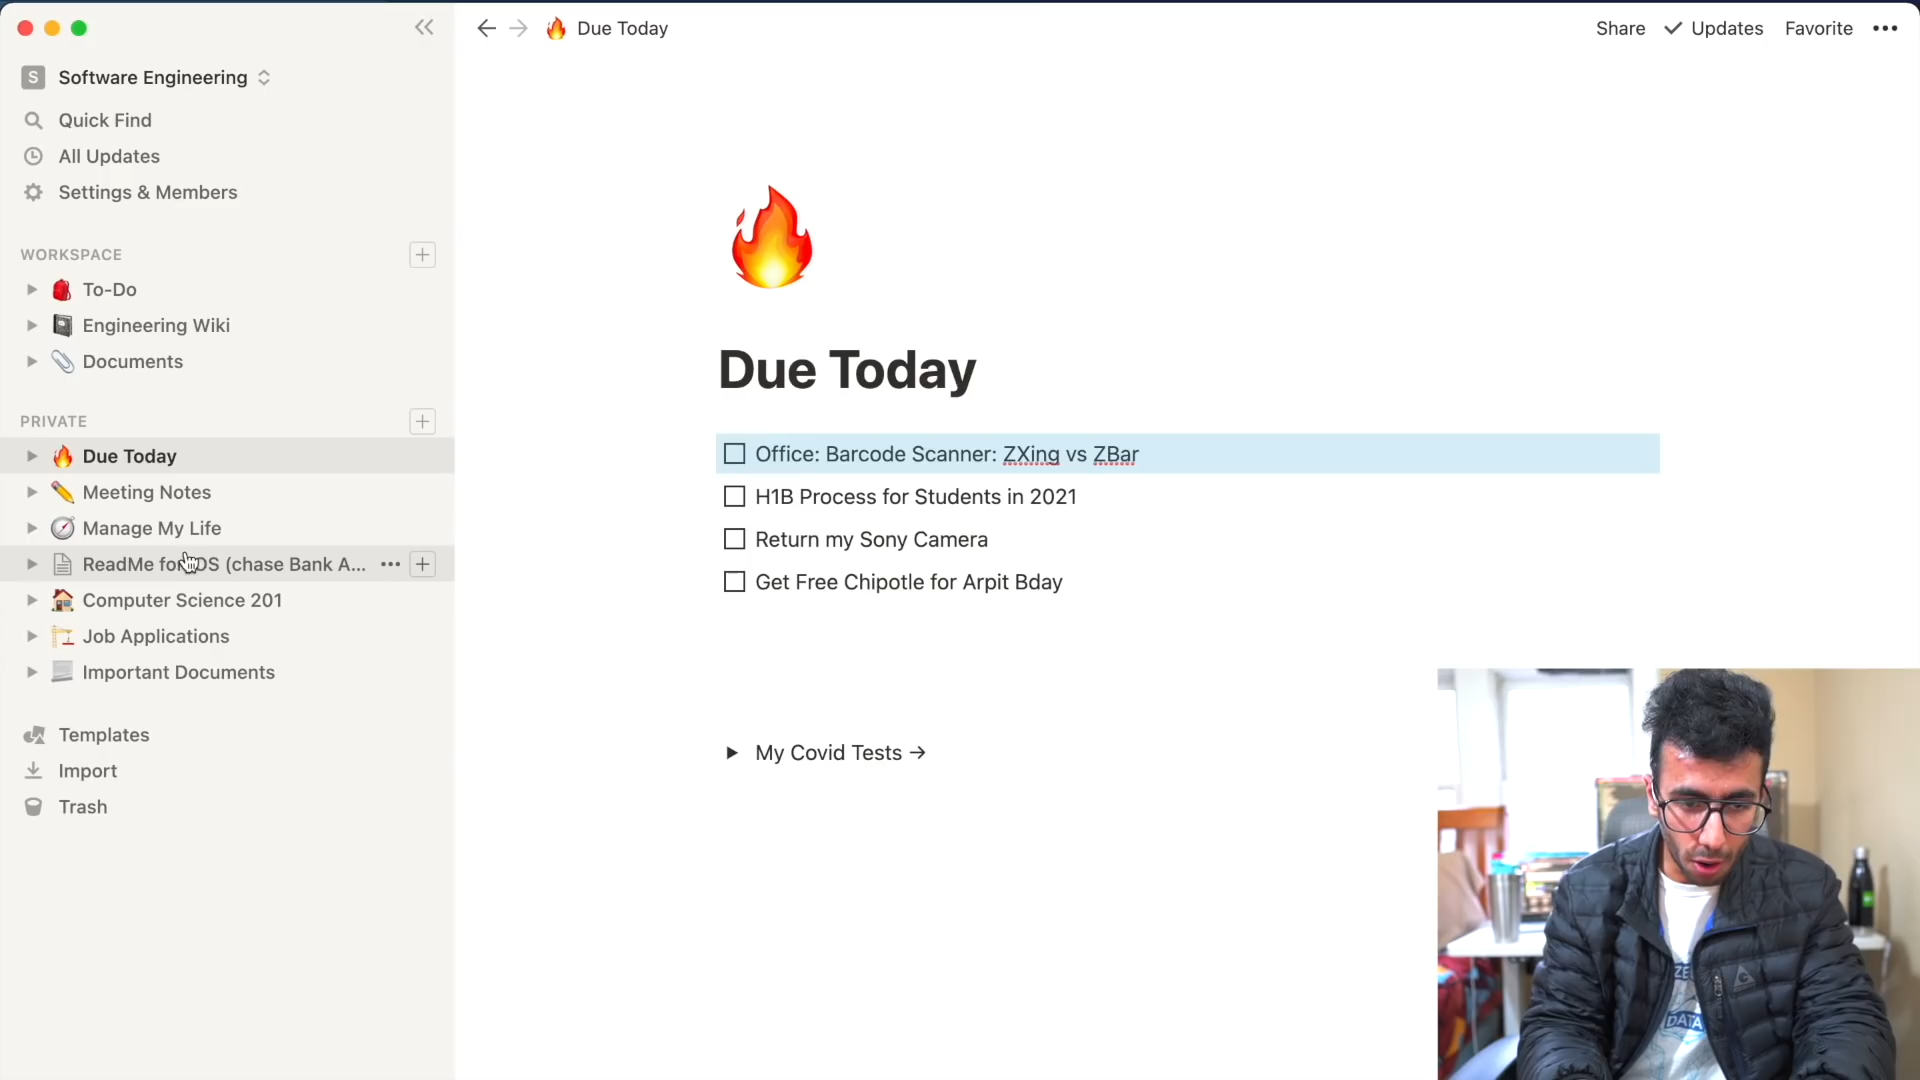 Due Today
Share
Updates
Favorite
S
Software Engineering
Quick Find
All Updates
Settings & Members
WORKSPACE
To-Do
Engineering Wiki
Documents
PRIVATE
Due Today
Meeting Notes
Manage My Life
ReadMe for (chase Bank A...
Computer Science 201
Job Applications
Important Documents
Templates
Import
Trash
Due Today
Office: Barcode Scanner: ZXing vs ZBar
H1B Process for Students in 2021
Return my Sony Camera
Get Free Chipotle for Arpit Bday
My Covid Tests →
DATA